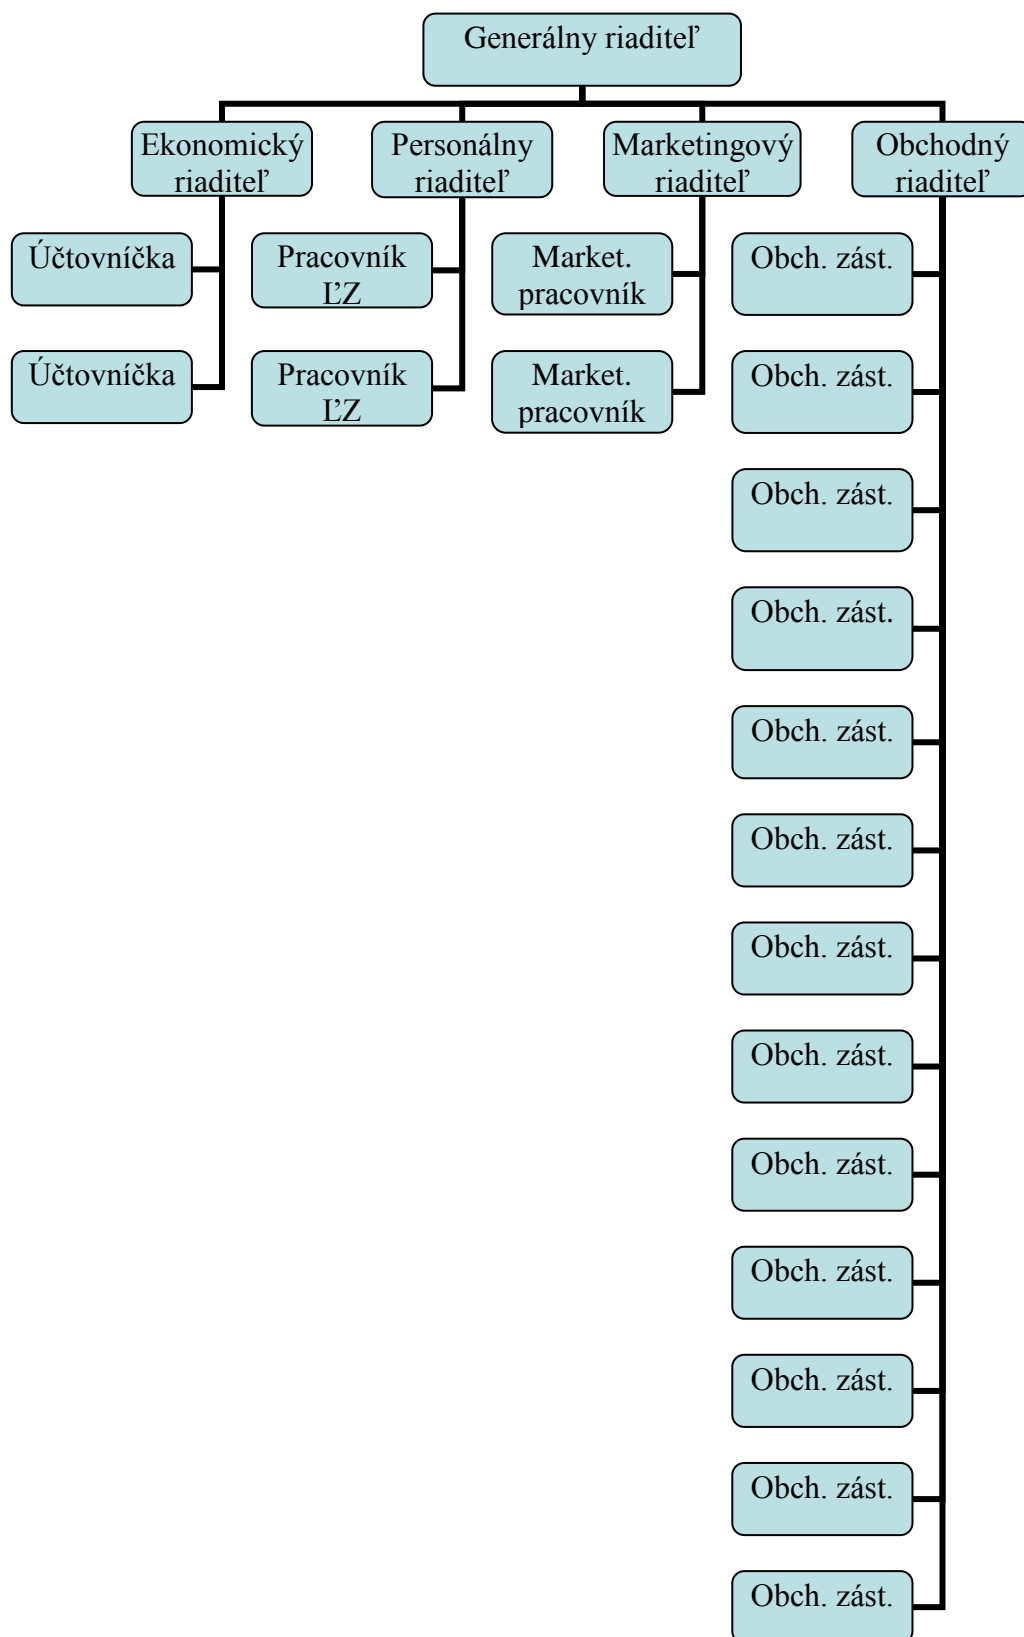 Generálny riaditeľ
Ekonomický
riaditeľ
Personálny
riaditeľ
Marketingový
riaditeľ
Obchodný
riaditeľ
Účtovníčka
Pracovník
ĽZ
Market.
pracovník
Obch. zást.
Účtovníčka
Pracovník
ĽZ
Market.
pracovník
Obch. zást.
Obch. zást.
Obch. zást.
Obch. zást.
Obch. zást.
Obch. zást.
Obch. zást.
Obch. zást.
Obch. zást.
Obch. zást.
Obch. zást.
Obch. zást.